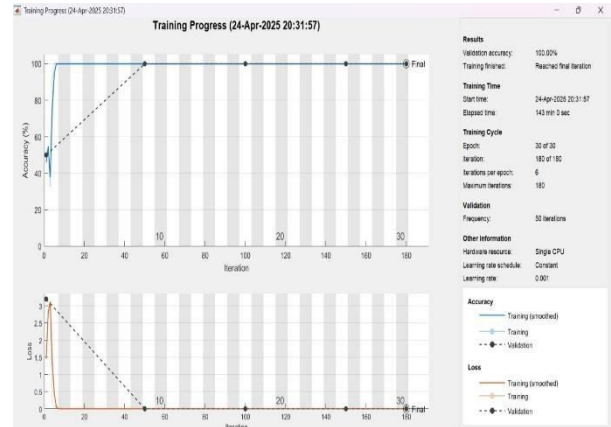 Training Progress (24-Apr-2025 20:31:57)
Training Progress (24-Apr-2025 20:31:57)
Accuracy (%)
100
80
60
40
20
0
Final
10
20
30
0 20 40 60 80 100 120 140 160 180
Iteration
Loss
3
2.5
2
1.5
1
0.5
0
10
20
30
Final
0 20 40 60 80 100 120 140 160 180
Iteration
Results
Validation accuracy: 100.00%
Training finished: Reached final iteration
Training Time
Start time: 24-Apr-2025 20:31:57
Elapsed time: 143 min 0 sec
Training Cycle
Epoch: 30 of 30
Iteration: 180 of 180
Iterations per epoch: 6
Maximum iterations: 180
Validation
Frequency: 50 iterations
Other Information
Hardware resource: Single CPU
Learning rate schedule: Constant
Learning rate: 0.001
Accuracy
Training (smoothed)
Training
Validation
Loss
Training (smoothed)
Training
Validation